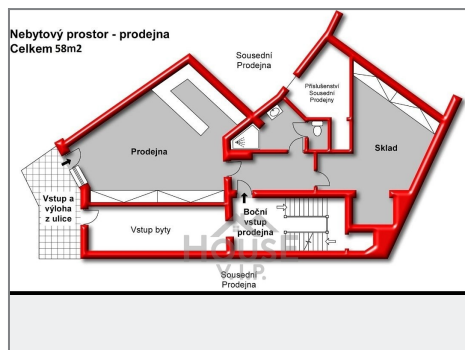 Nebytový prostor - prodejna
Celkem 58m2
Sousední
Prodejna
Příslušenství
Sousední
Prodejny
Prodejna
Sklad
Vstup a
výloha
z ulice
Boční
vstup
prodejna
Vstup byty
HOUSE
V.I.P.
Sousední
Prodejna